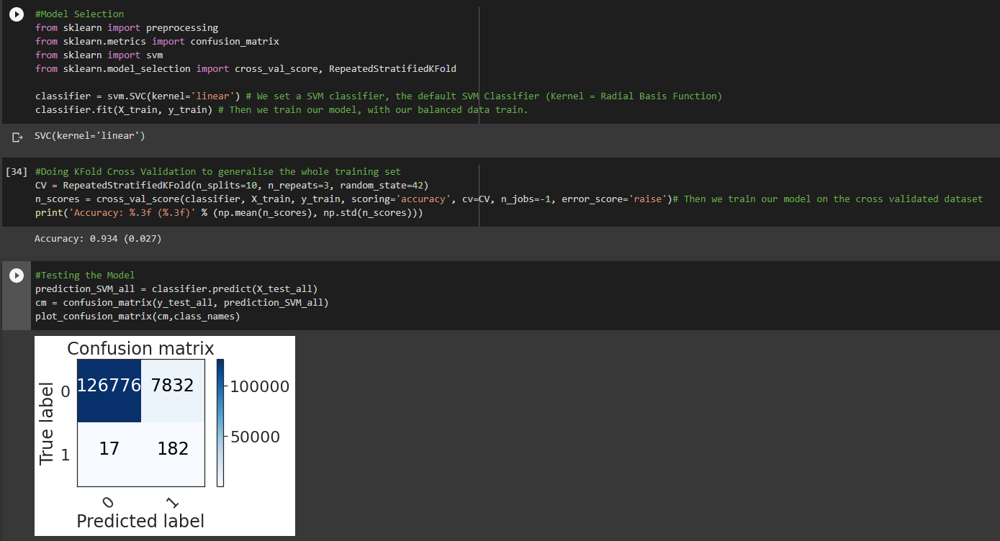 #Model Selection
from sklearn import preprocessing
from sklearn.metrics import confusion_matrix
from sklearn import svm
from sklearn.model_selection import cross_val_score, RepeatedStratifiedKFold
classifier = svm.SVC(kernel='linear') # We set a SVM classifier, the default SVM Classifier (Kernel = Radial Basis Function)
classifier.fit(X_train, y_train) # Then we train our model, with our balanced data train.
SVC(kernel='linear')
[34] #Doing KFold Cross Validation to generalise the whole training set
CV = RepeatedStratifiedKFold(n_splits=10, n_repeats=3, random_state=42)
n_scores = cross_val_score(classifier, X_train, y_train, scoring='accuracy', cv=CV, n_jobs=-1, error_score='raise')# Then we train our model on the cross validated dataset
print('Accuracy: %.3f (%.3f)' % (np.mean(n_scores), np.std(n_scores)))
Accuracy: 0.934 (0.027)
#Testing the Model
prediction_SVM_all = classifier.predict(X_test_all)
cm = confusion_matrix(y_test_all, prediction_SVM_all)
plot_confusion_matrix(cm,class_names)
Confusion matrix
True label
0 126776 7832
1 17 182
0 1
Predicted label
100000
50000